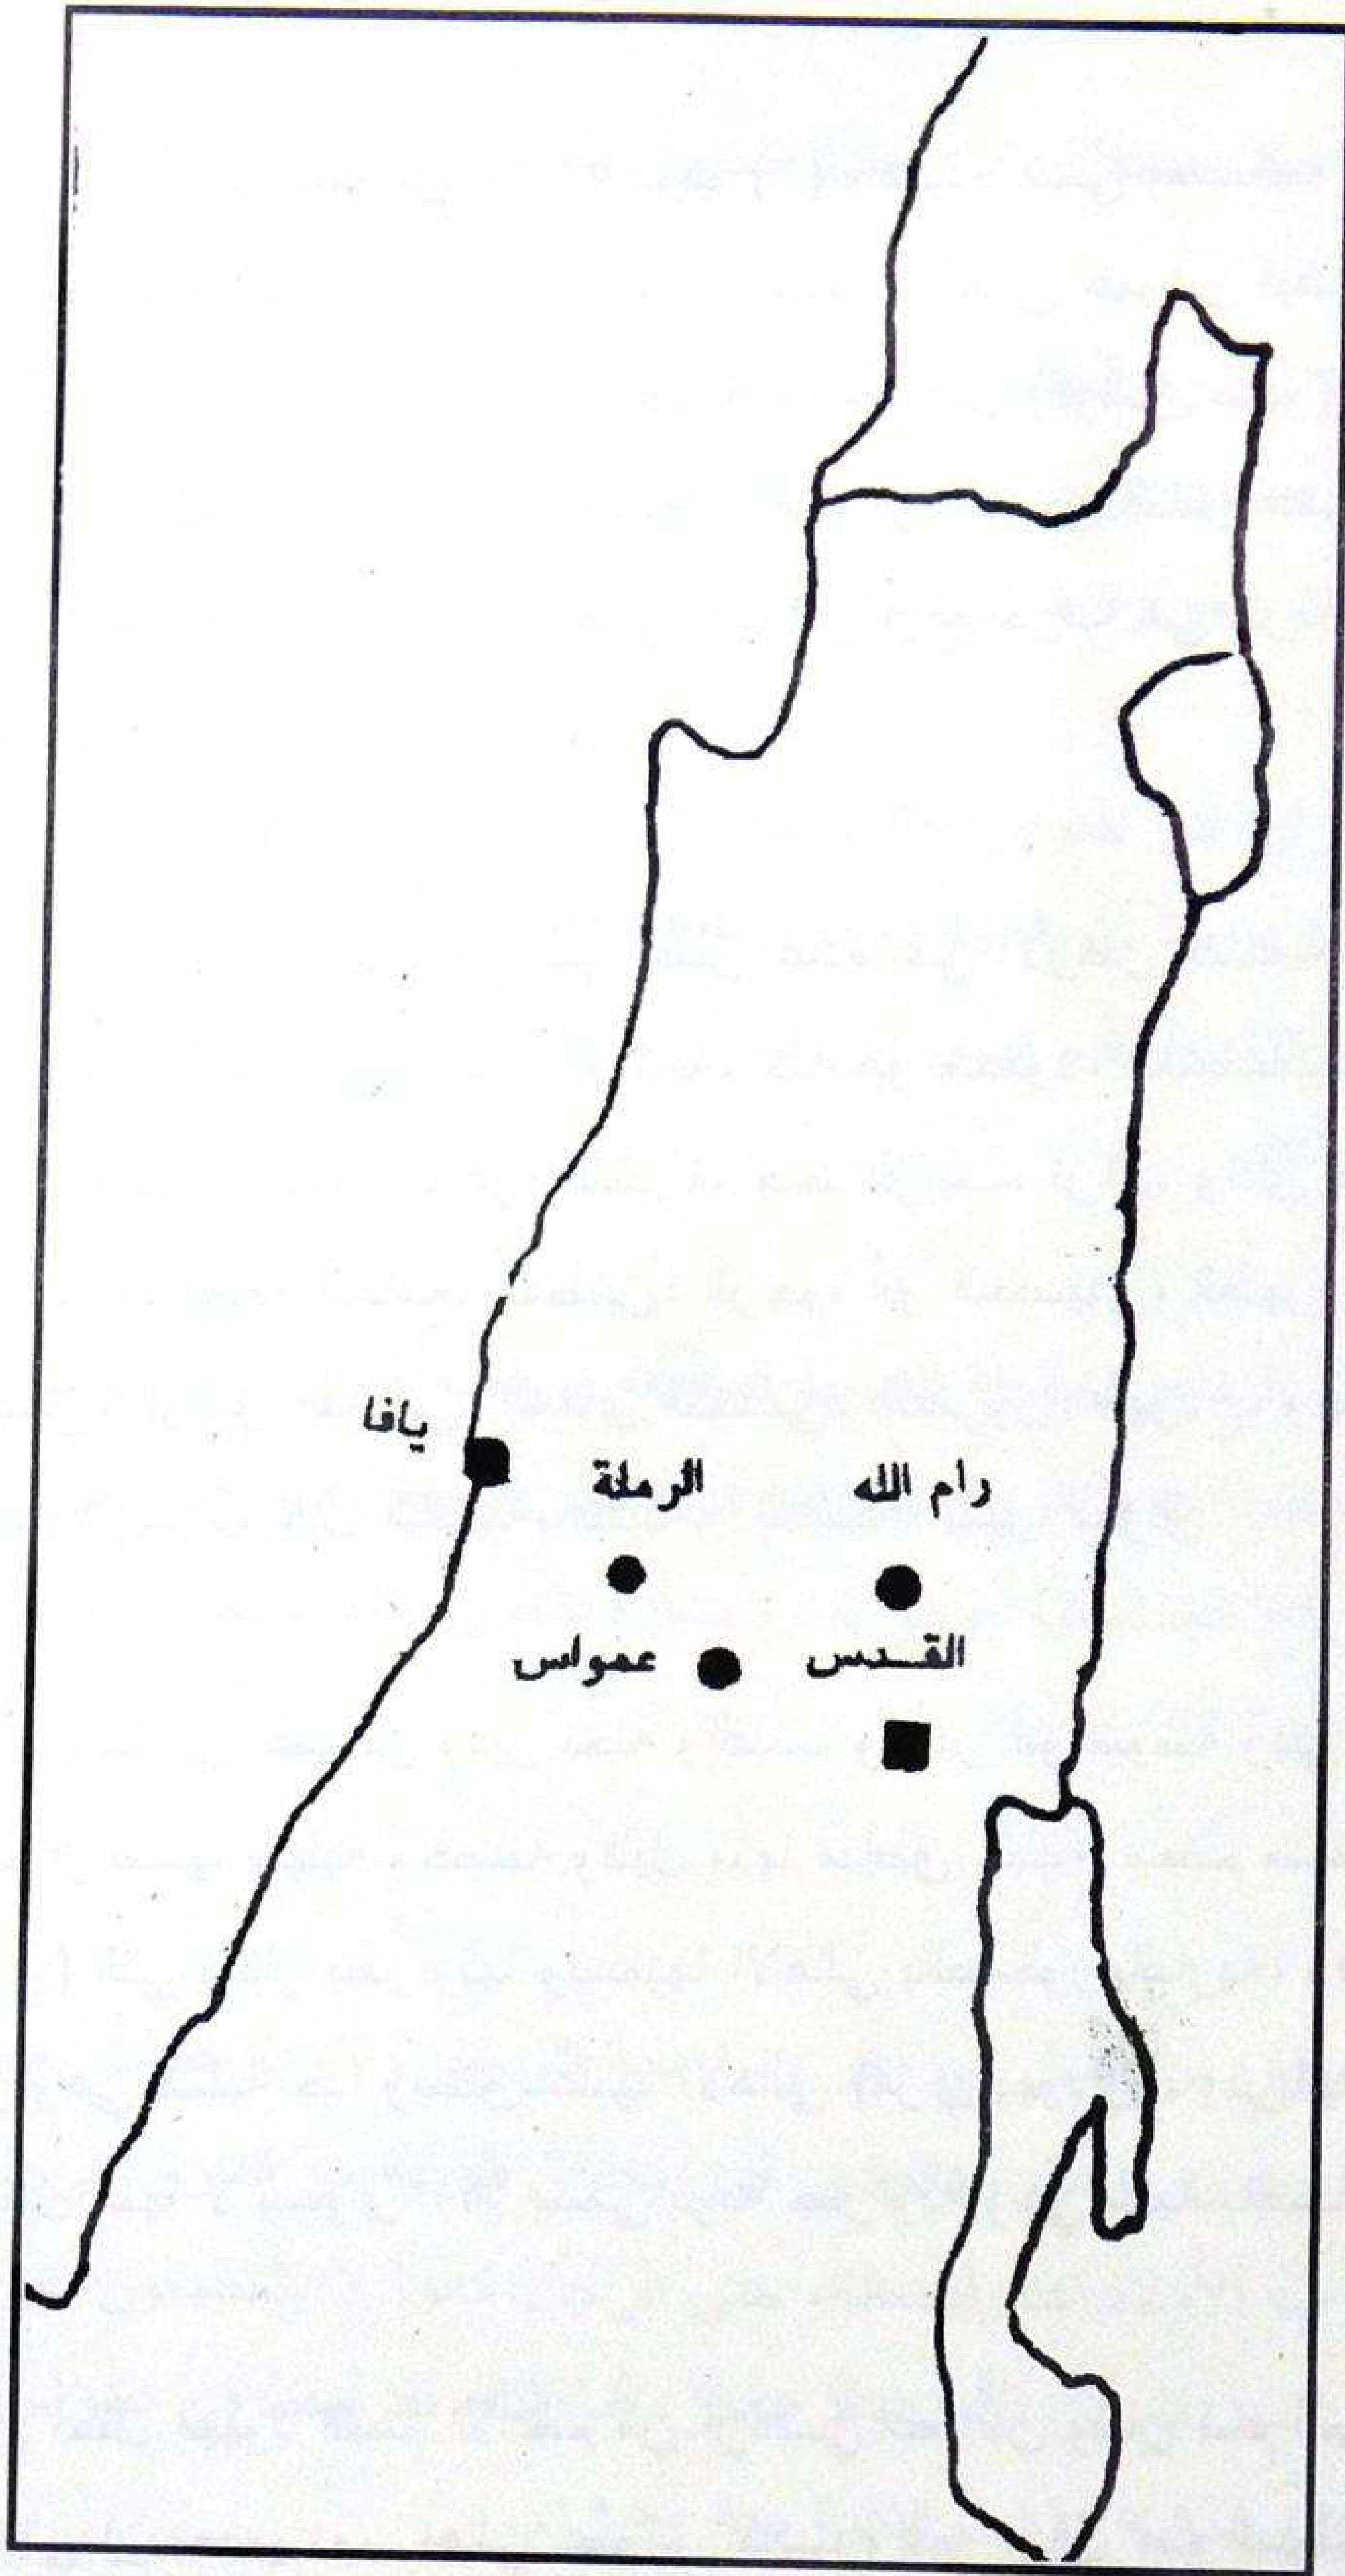 يافا
الرملة
رام الله
عمواس
القدس